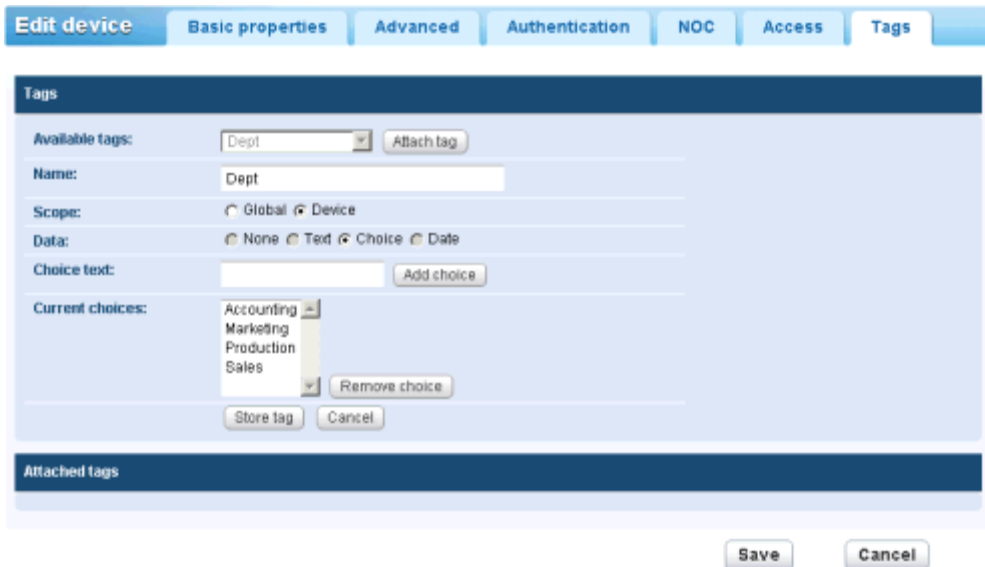 Edit device Basic properties Advanced Authentication NOC Access Tags
Tags
Available tags: Dept Attach tag
Name: Dept
Scope: Global Device
Data: None Text Choice Date
Choice text: Add choice
Current choices: Accounting
Marketing
Production
Sales
Remove choice
Store tag Cancel
Attached tags
Save Cancel